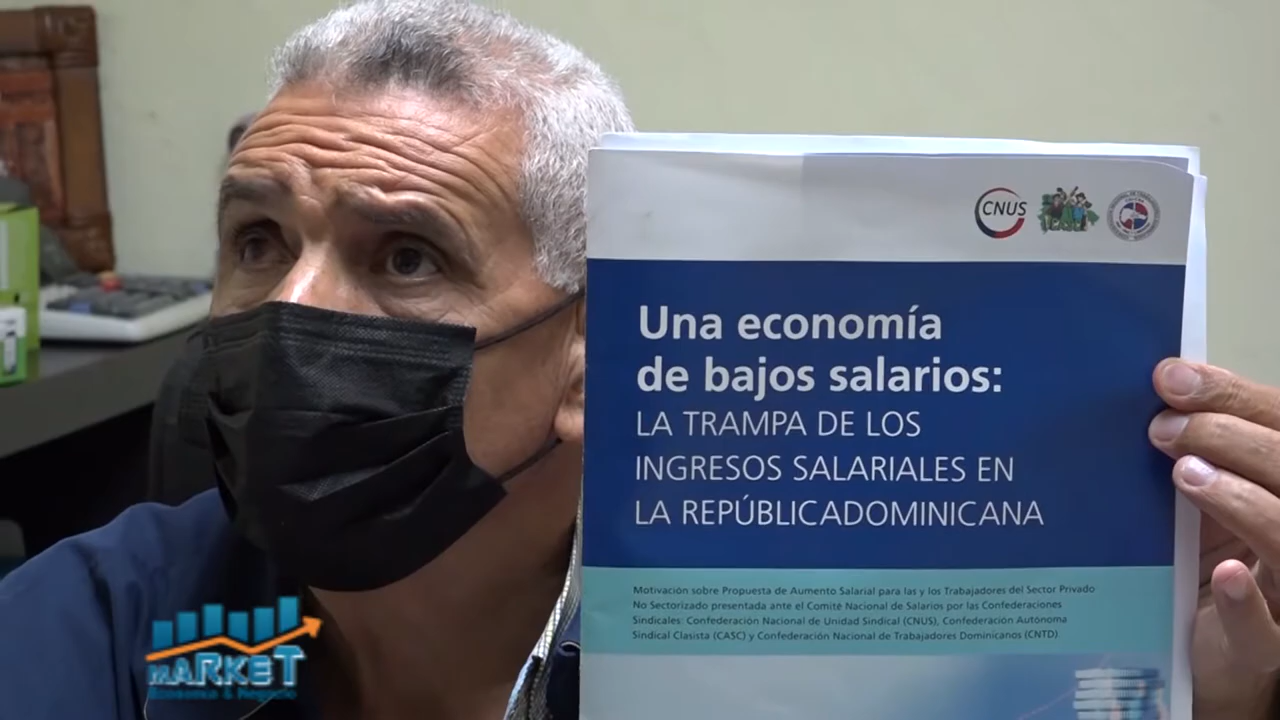 CNUS
Una economía
de bajos salarios:
LA TRAMPA DE LOS
INGRESOS SALARIALES EN
LA REPÚBLICADOMINICANA
Motivación sobre Propuesta de Aumento Salarial para las y los Trabajadores del Sector Privado
No Sectorizado presentada ante el Comité Nacional de Salarios por las Confederaciones
Sindicales: Confederación Nacional de Unidad Sindical (CNUS), Confederación Autónoma
Sindical Clasista (CASC) y Confederación Nacional de Trabajadores Dominicanos (CNTD)
MARKET
Economia & Negocio